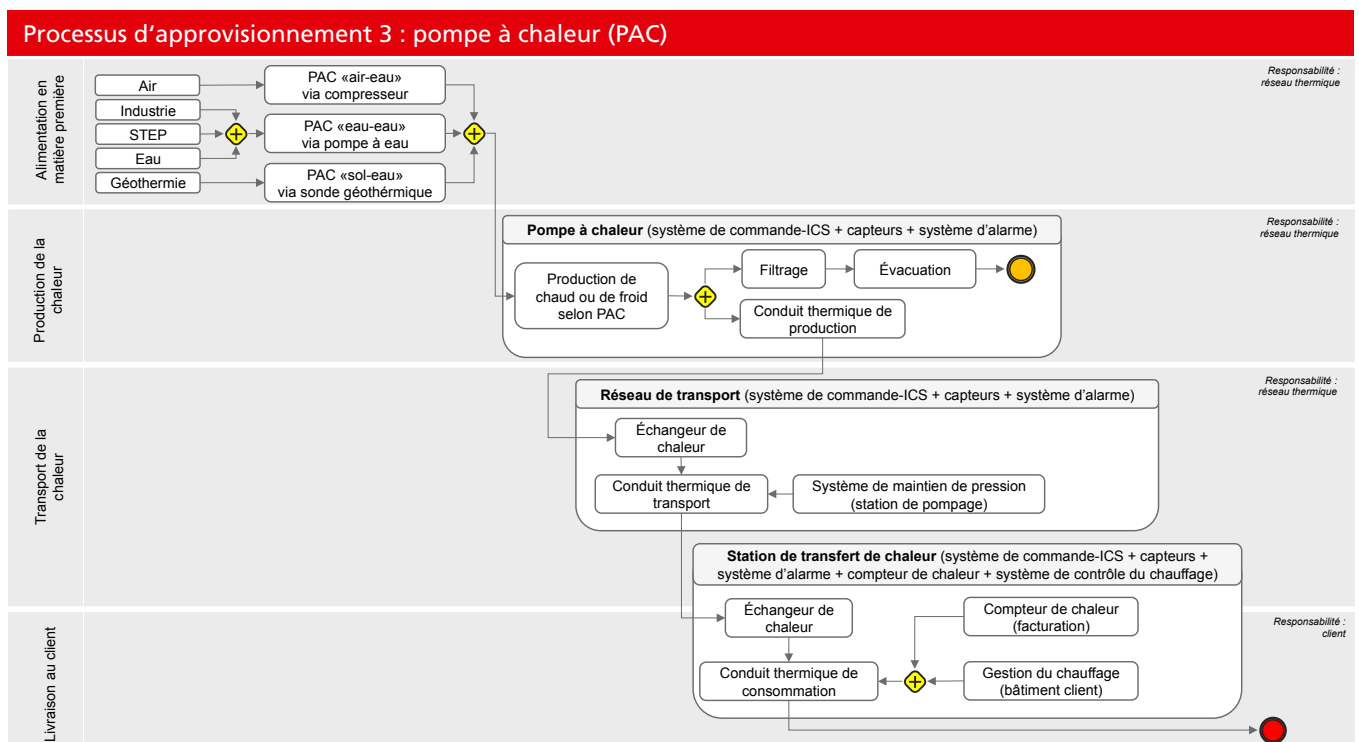 Processus d‘approvisionnement 3 : pompe à chaleur (PAC)
Alimentation en
matière première
Responsabilité :
réseau thermique
Air
Industrie
STEP
Eau
Géothermie
PAC «air-eau»
via compresseur
PAC «eau-eau»
via pompe à eau
PAC «sol-eau»
via sonde géothérmique
Production de la
chaleur
Responsabilité :
réseau thermique
Pompe à chaleur (système de commande-ICS + capteurs + système d’alarme)
Production de
chaud ou de froid
selon PAC
Filtrage
Évacuation
Conduit thermique de
production
Transport de la
chaleur
Responsabilité :
réseau thermique
Réseau de transport (système de commande-ICS + capteurs + système d’alarme)
Échangeur de
chaleur
Conduit thermique de
transport
Système de maintien de pression
(station de pompage)
Station de transfert de chaleur (système de commande-ICS + capteurs +
système d’alarme + compteur de chaleur + système de contrôle du chauffage)
Livraison au client
Responsabilité :
client
Échangeur de
chaleur
Compteur de chaleur
(facturation)
Conduit thermique de
consommation
Gestion du chauffage
(bâtiment client)